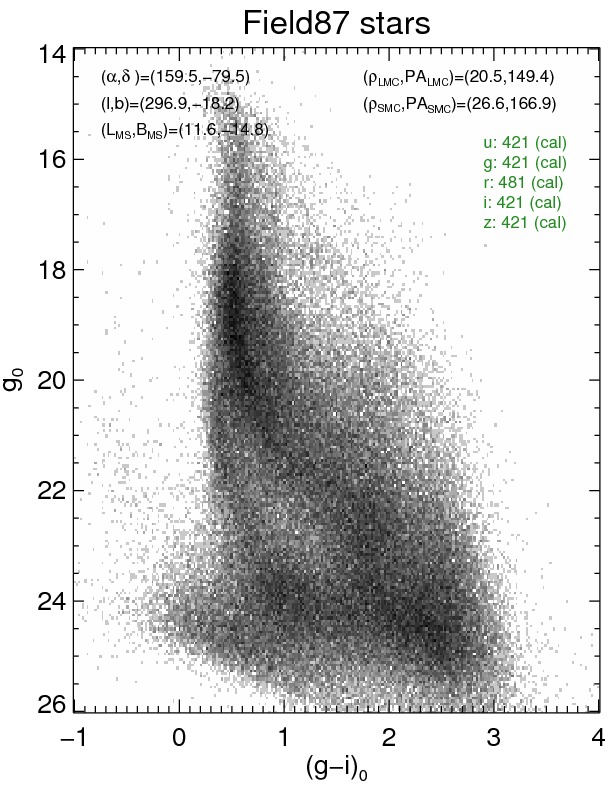 Field87 stars
(α,δ)=(159.5,−79.5)
(l,b)=(296.9,−18.2)
(LMS,BMS)=(11.6,−14.8)
(ρLMC,PALMC)=(20.5,149.4)
(ρSMC,PASMC)=(26.6,166.9)
u: 421 (cal)
g: 421 (cal)
r: 481 (cal)
i: 421 (cal)
z: 421 (cal)
14
16
18
20
22
24
26
g0
−1 0 1 2 3 4
(g−i)0